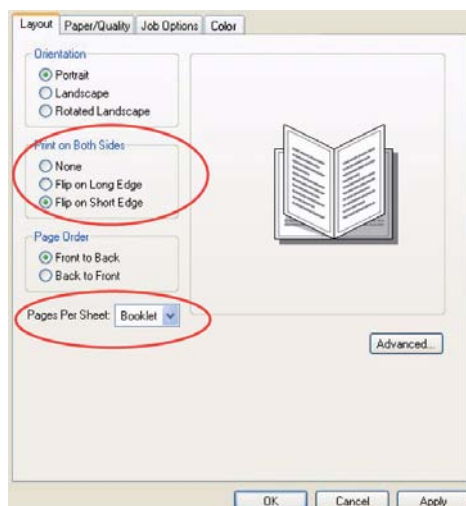 Layout Paper/Quality Job Options Color
Orientation
Portrait
Landscape
Rotated Landscape
Print on Both Sides
None
Flip on Long Edge
Flip on Short Edge
Page Order
Front to Back
Back to Front
Pages Per Sheet: Booklet
Advanced...
OK Cancel Apply